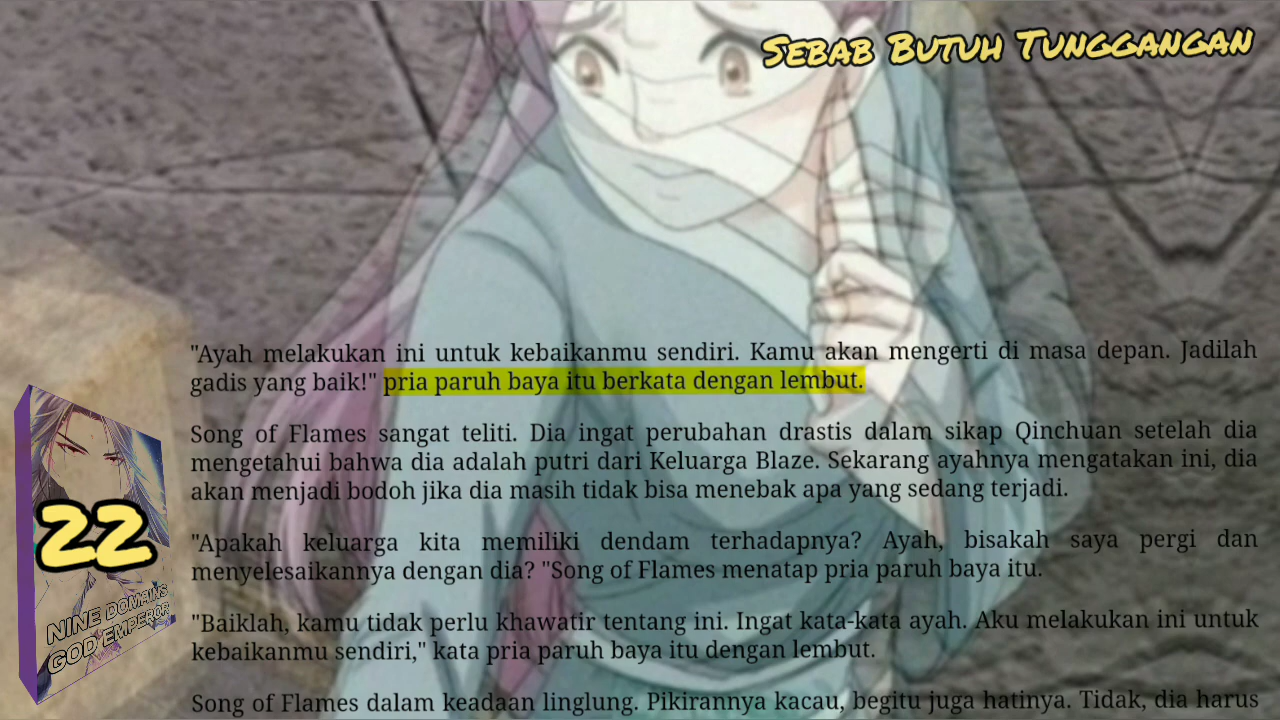 Sebab Butuh Tunggangan
"Ayah melakukan ini untuk kebaikanmu sendiri. Kamu akan mengerti di masa depan. Jadilah
gadis yang baik!" pria paruh baya itu berkata dengan lembut.
Song of Flames sangat teliti. Dia ingat perubahan drastis dalam sikap Qinchuan setelah dia
mengetahui bahwa dia adalah putri dari Keluarga Blaze. Sekarang ayahnya mengatakan ini, dia
akan menjadi bodoh jika dia masih tidak bisa menebak apa yang sedang terjadi.
"Apakah keluarga kita memiliki dendam terhadapnya? Ayah, bisakah saya pergi dan
menyelesaikannya dengan dia? "Song of Flames menatap pria paruh baya itu.
"Baiklah, kamu tidak perlu khawatir tentang ini. Ingat kata-kata ayah. Aku melakukan ini untuk
kebaikanmu sendiri," kata pria paruh baya itu dengan lembut.
Song of Flames dalam keadaan linglung. Pikirannya kacau, begitu juga hatinya. Tidak, dia harus
22
NINE DOMAINS
GOD EMPEROR